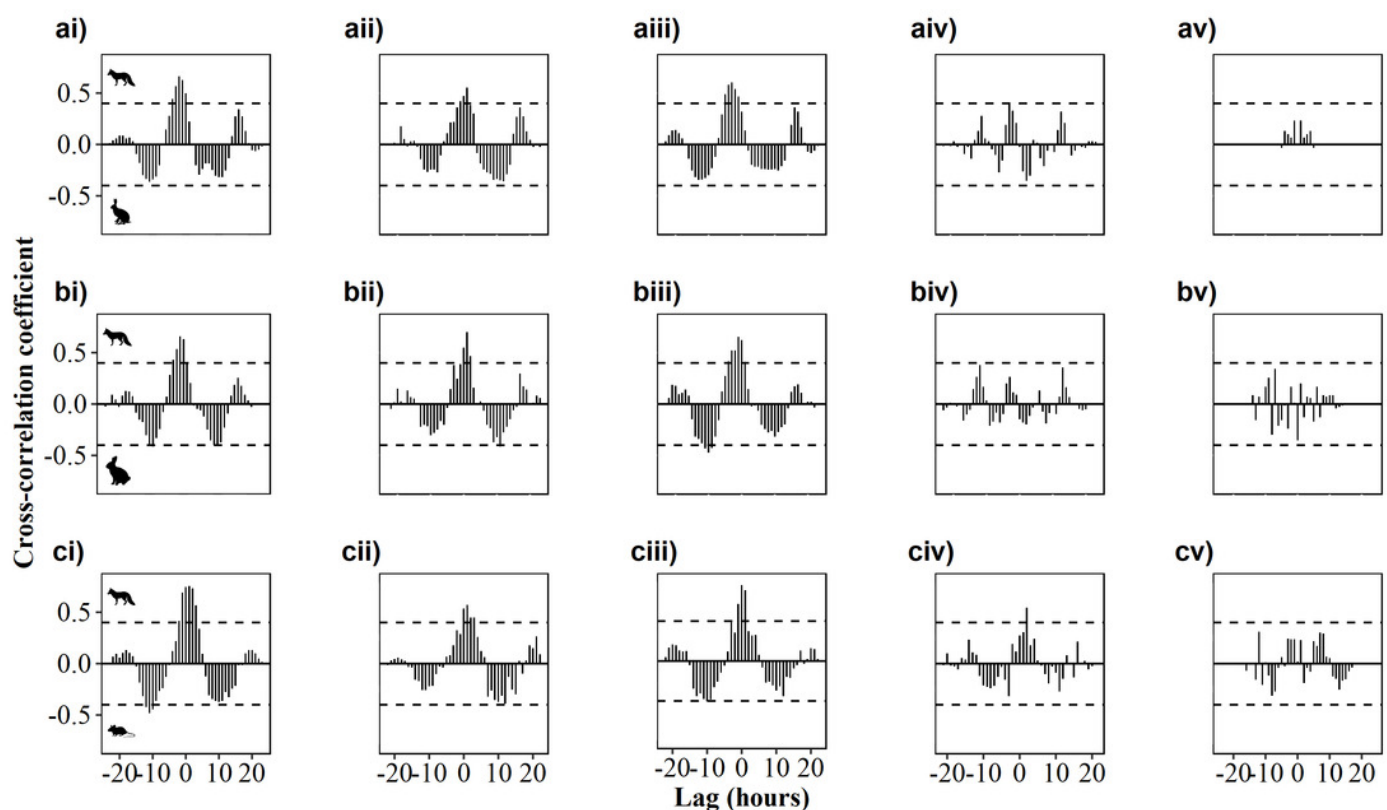 ai) aii) aiii) aiv) av)
0.5
0.0
-0.5
bi) bii) biii) biv) bv)
0.5
0.0
-0.5
ci) cii) ciii) civ) cv)
0.5
0.0
-0.5
Cross-correlation coefficient
-20 -10 0 10 20 -20 -10 0 10 20 -20 -10 0 10 20 -20 -10 0 10 20 -20 -10 0 10 20
Lag (hours)